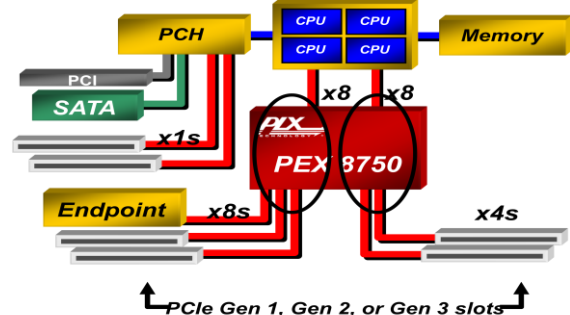 PCH
CPU
CPU
CPU
CPU
Memory
PCI
SATA
x1s
x8
x8
PLX
TECHNOLOGY
PEX 8750
Endpoint
x8s
x4s
PCIe Gen 1, Gen 2, or Gen 3 slots